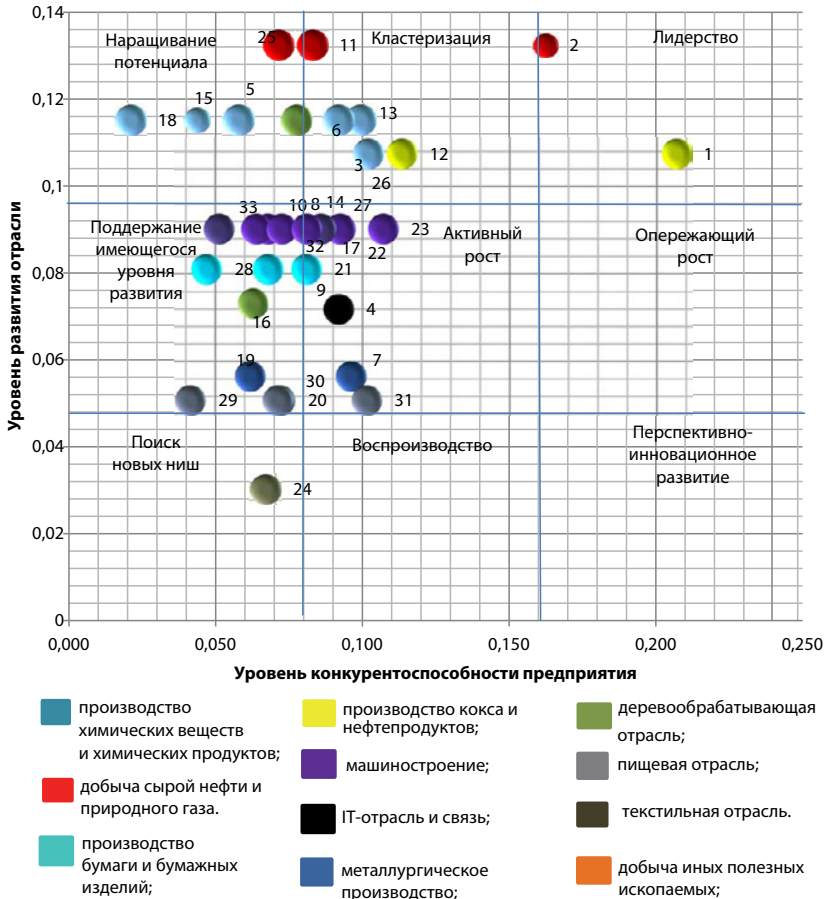 0,14
Наращивание
потенциала
25
11
Кластеризация
2
Лидерство
0,12
5
15
18
6
13
3
12
1
26
0,1
33
10
8
14
27
23
32
17
22
Поддержание
имеющегося
уровня
развития
Активный
рост
Опережающий
рост
0,08
28
21
9
16
4
0,06
19
7
30
29
20
31
Поиск
новых ниш
Воспроизводство
Перспективно-
инновационное
развитие
0,04
24
0,02
0
0,000
0,050
0,100
0,150
0,200
0,250
Уровень развития отрасли
Уровень конкурентоспособности предприятия
производство
химических веществ
и химических продуктов;
добыча сырой нефти и
природного газа.
производство
бумаги и бумажных
изделий;
производство кокса и
нефтепродуктов;
машиностроение;
IT-отрасль и связь;
металлургическое
производство;
деревообрабатывающая
отрасль;
пищевая отрасль;
текстильная отрасль.
добыча иных полезных
ископаемых;